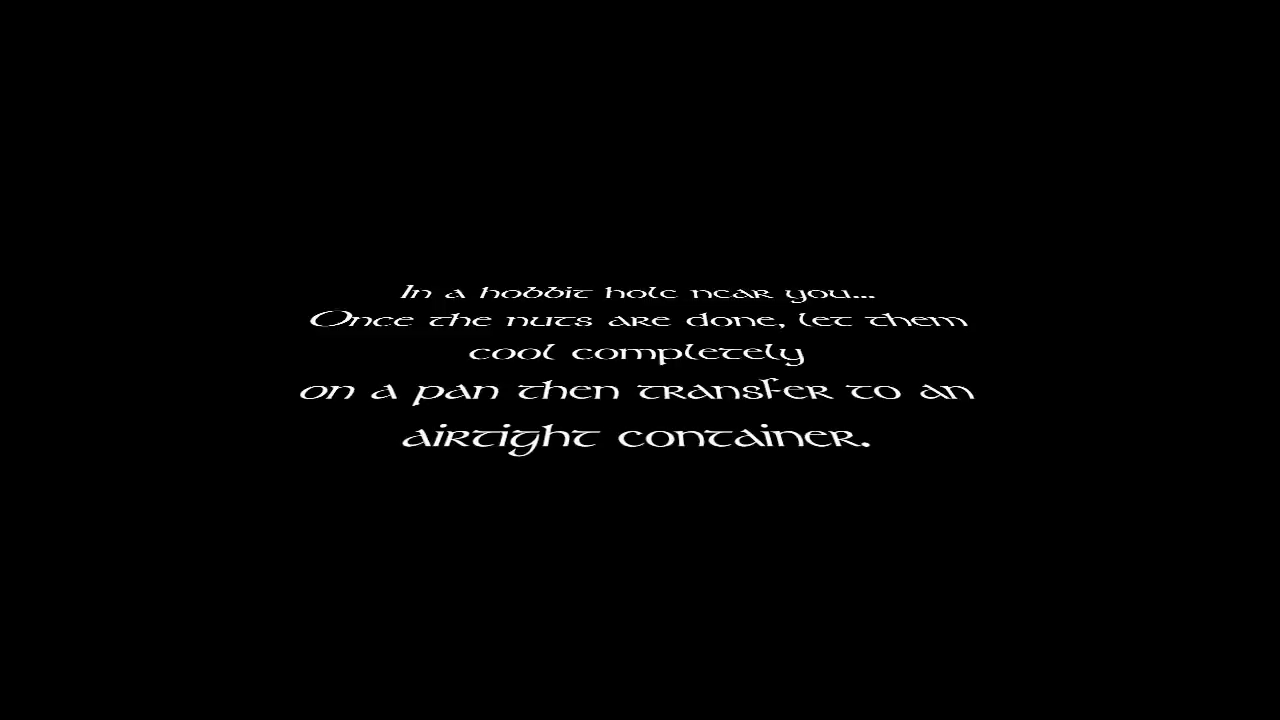 In a hobbit hole near you...
Once the nuts are done, let them
cool completely
on a pan then transfer to an
airtight container.